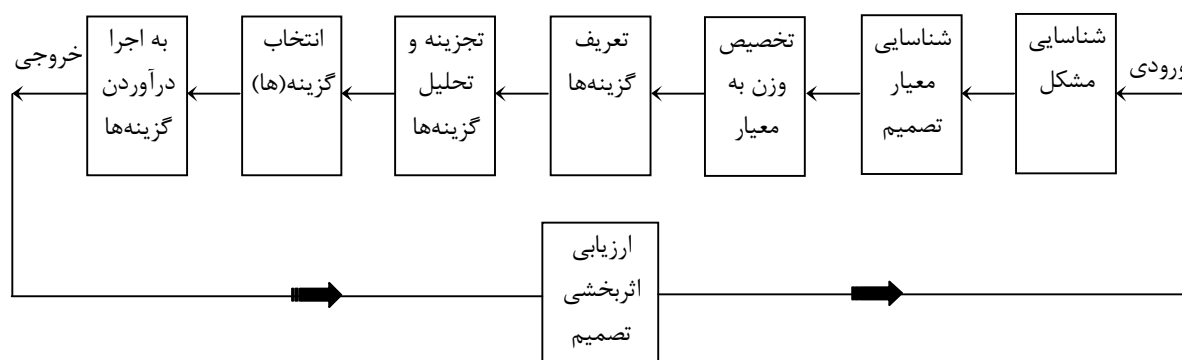 ورودی
شناسایی
مشکل
شناسایی
معیار
تصمیم
تخصیص
وزن به
معیار
تعریف
گزینه‌ها
تجزیه و
تحلیل
گزینه‌ها
انتخاب
گزینه(ها)
به اجرا
درآوردن
گزینه‌ها
خروجی
ارزیابی
اثربخشی
تصمیم